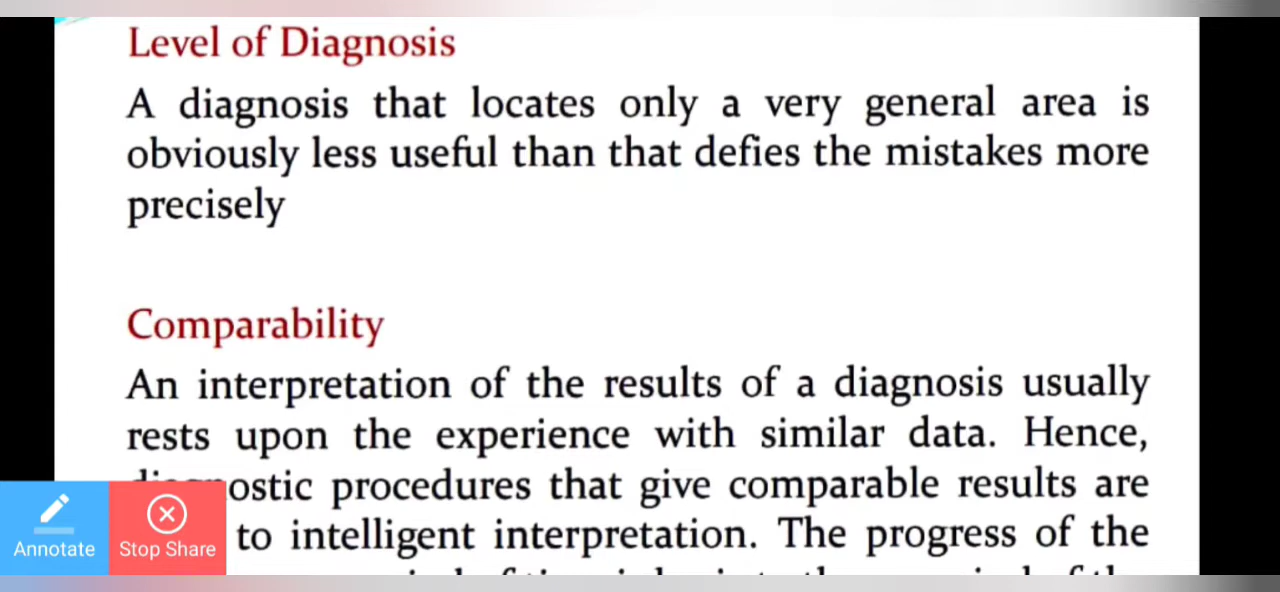 Level of Diagnosis
A diagnosis that locates only a very general area is
obviously less useful than that defies the mistakes more
precisely
Comparability
An interpretation of the results of a diagnosis usually
rests upon the experience with similar data. Hence,
ostic procedures that give comparable results are
to intelligent interpretation. The progress of the
Annotate
Stop Share